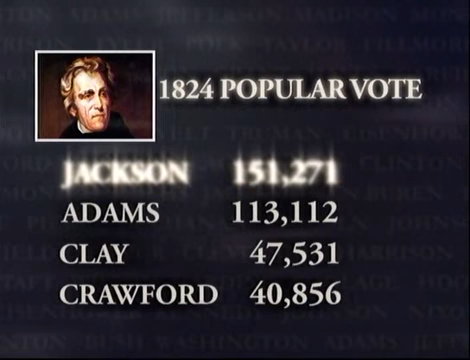 1824 POPULAR VOTE
JACKSON 151,271
ADAMS 113,112
CLAY 47,531
CRAWFORD 40,856